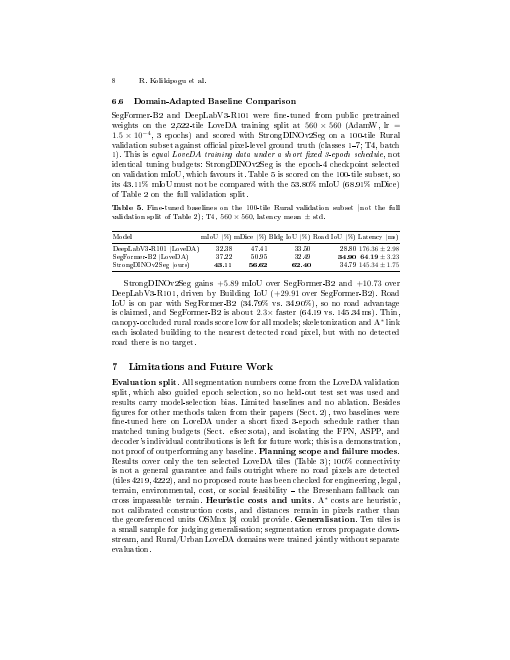 8 R. Kolikipogu et al.
6.6 Domain-Adapted Baseline Comparison
SegFormer-B2 and DeepLabV3-R101 were fine-tuned from public pretrained
weights on the 2,522-tile LoveDA training split at 560 × 560 (AdamW, lr =
1.5 × 10⁻⁴, 3 epochs) and scored with StrongDINOv2Seg on a 100-tile Rural
validation subset against official pixel-level ground truth (classes 1–7; T4, batch
1). This is equal LoveDA training data under a short fixed 3-epoch schedule, not
identical tuning budgets: StrongDINOv2Seg is the epoch-4 checkpoint selected
on validation mIoU, which favours it. Table 5 is scored on the 100-tile subset, so
its 43.11% mIoU must not be compared with the 53.80% mIoU (68.91% mDice)
of Table 2 on the full validation split.
Table 5. Fine-tuned baselines on the 100-tile Rural validation subset (not the full
validation split of Table 2); T4, 560 × 560, latency mean ± std.
Model mIoU (%) mDice (%) Bldg IoU (%) Road IoU (%) Latency (ms)
DeepLabV3-R101 (LoveDA) 32.38 47.41 33.50 28.80 176.36 ± 2.98
SegFormer-B2 (LoveDA) 37.22 50.95 32.49 34.90 64.19 ± 3.23
StrongDINOv2Seg (ours) 43.11 56.62 62.40 34.79 145.34 ± 1.75
StrongDINOv2Seg gains +5.89 mIoU over SegFormer-B2 and +10.73 over
DeepLabV3-R101, driven by Building IoU (+29.91 over SegFormer-B2). Road
IoU is on par with SegFormer-B2 (34.79% vs. 34.90%), so no road advantage
is claimed, and SegFormer-B2 is about 2.3× faster (64.19 vs. 145.34 ms). Thin,
canopy-occluded rural roads score low for all models; skeletonization and A* link
each isolated building to the nearest detected road pixel, but with no detected
road there is no target.
7 Limitations and Future Work
Evaluation split. All segmentation numbers come from the LoveDA validation
split, which also guided epoch selection, so no held-out test set was used and
results carry model-selection bias. Limited baselines and no ablation. Besides
figures for other methods taken from their papers (Sect. 2), two baselines were
fine-tuned here on LoveDA under a short fixed 3-epoch schedule rather than
matched tuning budgets (Sect. efsec:sota), and isolating the FPN, ASPP, and
decoder's individual contributions is left for future work; this is a demonstration,
not proof of outperforming any baseline. Planning scope and failure modes.
Results cover only the ten selected LoveDA tiles (Table 3); 100% connectivity
is not a general guarantee and fails outright where no road pixels are detected
(tiles 4219, 4222), and no proposed route has been checked for engineering, legal,
terrain, environmental, cost, or social feasibility – the Bresenham fallback can
cross impassable terrain. Heuristic costs and units. A* costs are heuristic,
not calibrated construction costs, and distances remain in pixels rather than
the georeferenced units OSMnx [3] could provide. Generalisation. Ten tiles is
a small sample for judging generalisation; segmentation errors propagate down-
stream, and Rural/Urban LoveDA domains were trained jointly without separate
evaluation.